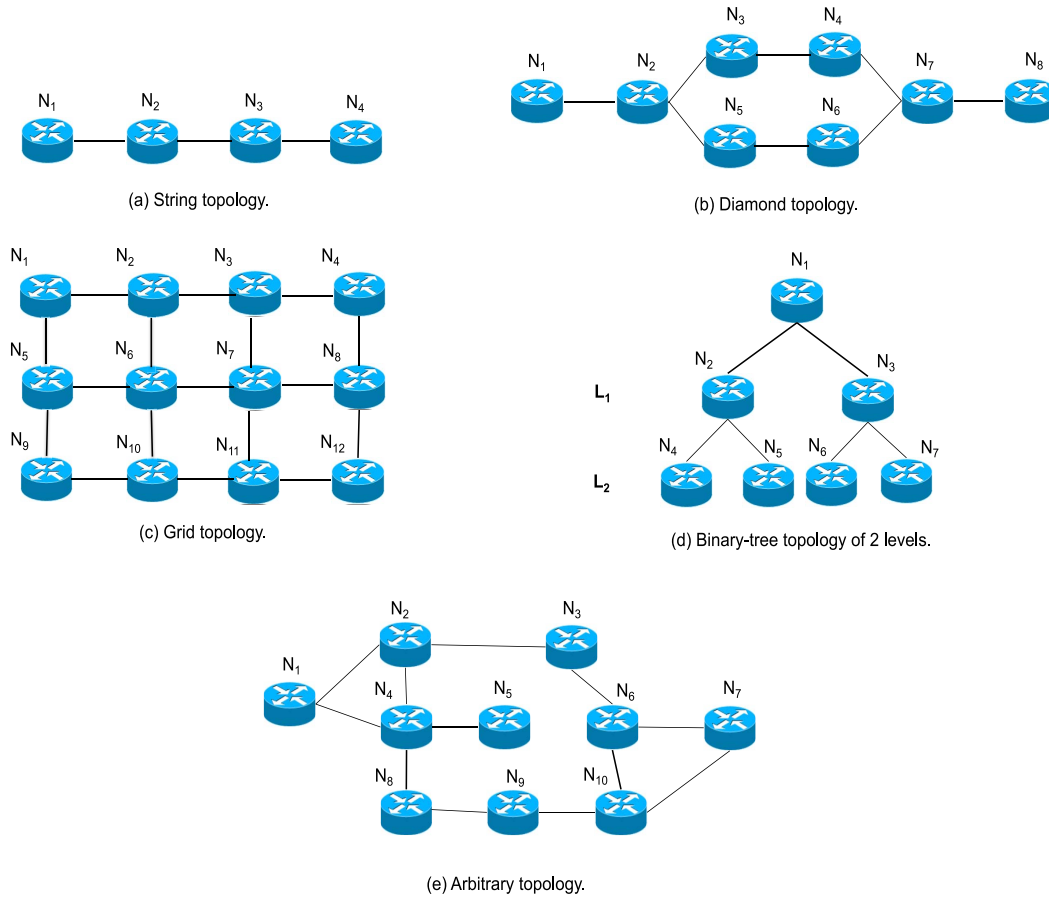 N1 N2 N3 N4
(a) String topology.
N1 N2 N3 N4 N5 N6 N7 N8
(b) Diamond topology.
N1 N2 N3 N4
N5 N6 N7 N8
N9 N10 N11 N12
(c) Grid topology.
N1
N2 N3
L1
N4 N5 N6 N7
L2
(d) Binary-tree topology of 2 levels.
N2 N3
N1
N4 N5 N6 N7
N8 N9 N10
(e) Arbitrary topology.